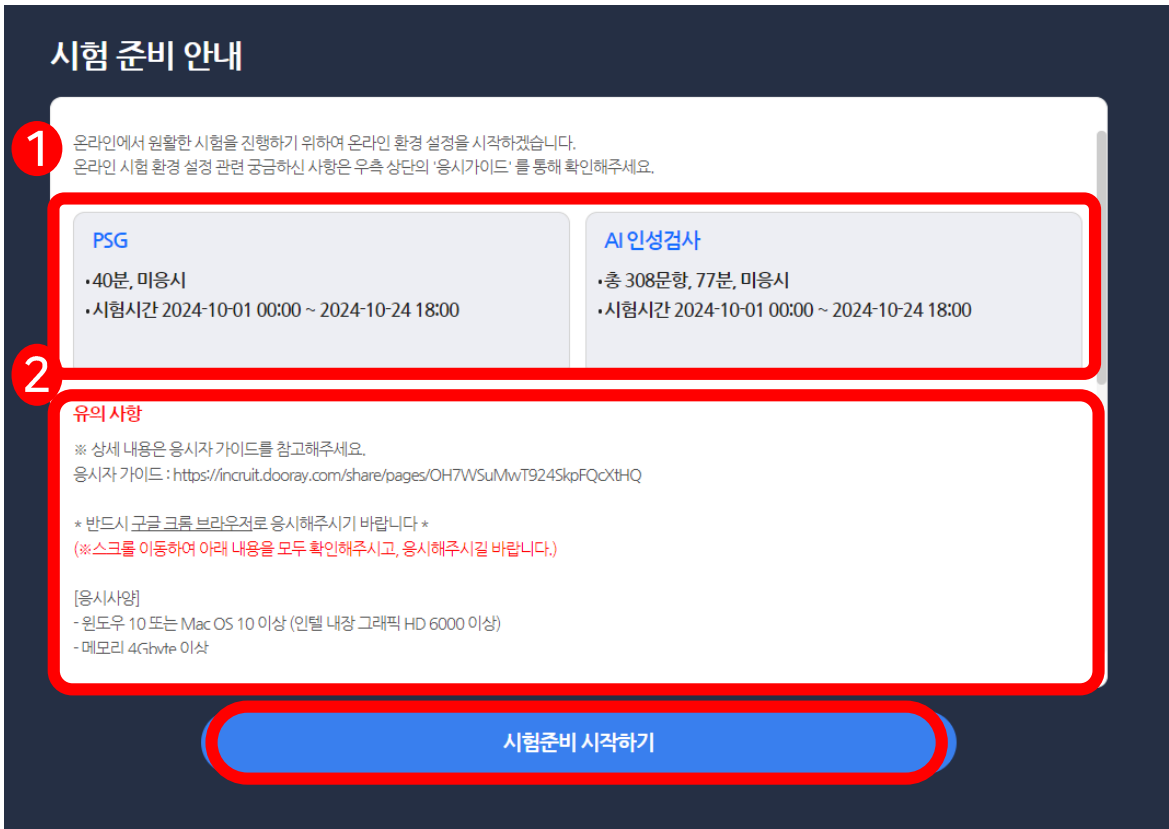 시험 준비 안내
1
온라인에서 원활한 시험을 진행하기 위하여 온라인 환경 설정을 시작하겠습니다.
온라인 시험 환경 설정 관련 궁금하신 사항은 우측 상단의 '응시가이드' 를 통해 확인해주세요.
PSG
•40분, 미응시
•시험시간 2024-10-01 00:00 ~ 2024-10-24 18:00
AI 인성검사
•총 308문항, 77분, 미응시
•시험시간 2024-10-01 00:00 ~ 2024-10-24 18:00
2
유의 사항
※ 상세 내용은 응시자 가이드를 참고해주세요.
응시자 가이드 : https://incruit.dooray.com/share/pages/OH7WSuMwT924SkpFQcXtHQ
* 반드시 구글 크롬 브라우저로 응시해주시기 바랍니다 *
(※스크롤 이동하여 아래 내용을 모두 확인해주시고, 응시해주시길 바랍니다.)
[응시사양]
- 윈도우 10 또는 Mac OS 10 이상 (인텔 내장 그래픽 HD 6000 이상)
- 메모리 4Gbyte 이상
시험준비 시작하기